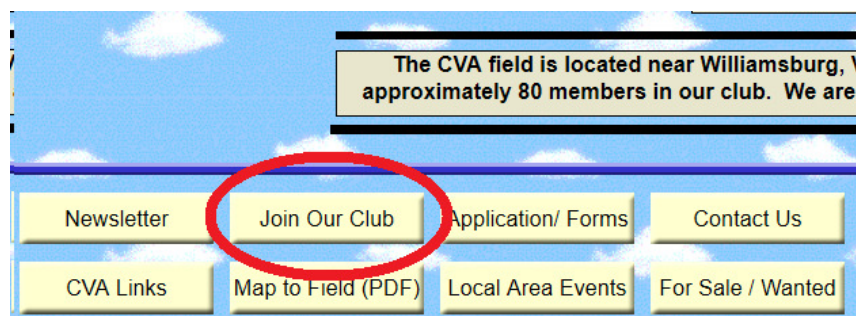 The CVA field is located near Williamsburg,
approximately 80 members in our club.  We are
Newsletter
Join Our Club
Application/ Forms
Contact Us
CVA Links
Map to Field (PDF)
Local Area Events
For Sale / Wanted